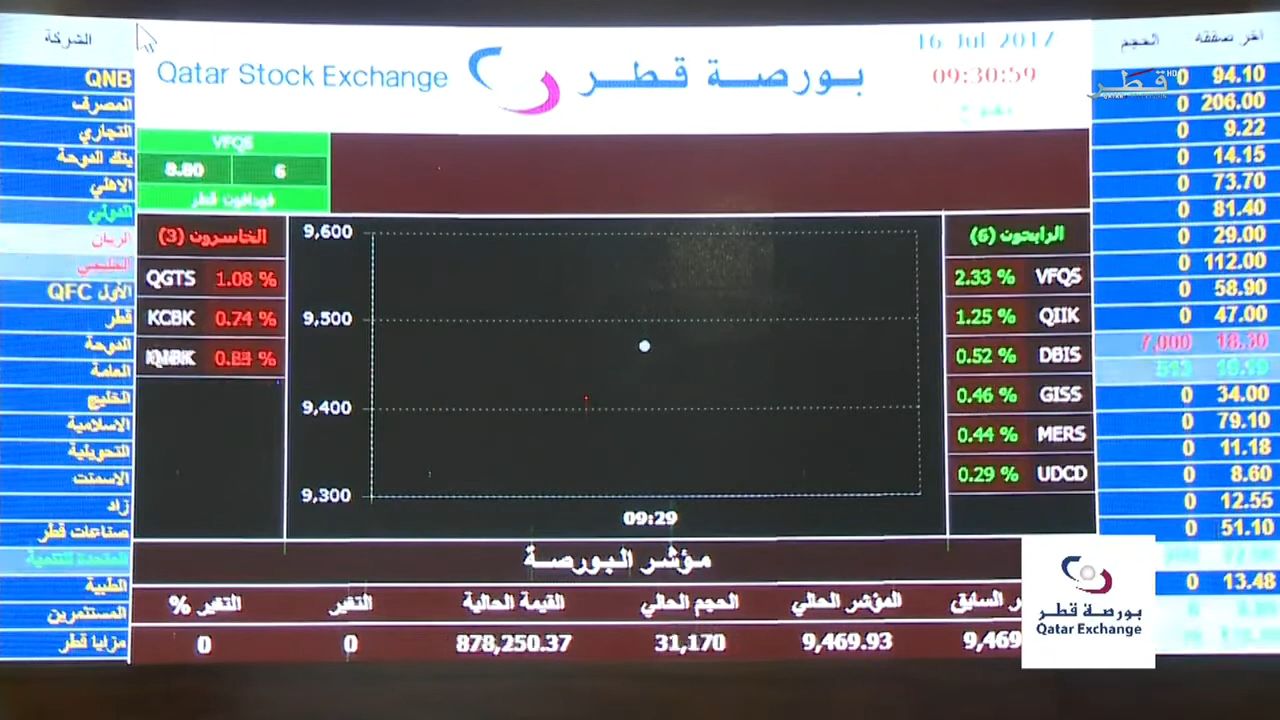 الشركة
Qatar Stock Exchange
بورصة قطر
16 Jul 2017
09:30:59
الحجم
اخر صفقة
قطر HD
QNB
0 94.10
المصرف
0 206.00
التجاري
0 9.22
بنك الدوحة
0 14.15
الاهلي
0 73.70
الدولي
0 81.40
الريان
0 29.00
الخليجي
0 112.00
الأول QFC
0 58.90
قطر
0 47.00
الدوحة
7,000 18.30
العامة
513
الخليج
0 34.00
الاسلامية
0 79.10
التحويلية
0 11.18
الاسمنت
0 8.60
زاد
0 12.55
صناعات قطر
0 51.10
المتحدة للتنمية
الطبية
0 13.48
المستثمرين
مزايا قطر
VFQS
8.80 6
فودافون قطر
الخاسرون (3)
QGTS 1.08 %
KCBK 0.74 %
9,600
9,500
9,400
9,300
09:29
الرابحون (6)
2.33 % VFQS
1.25 % QIIK
0.52 % DBIS
0.46 % GISS
0.44 % MERS
0.29 % UDCD
مؤشر البورصة
السابق
المؤشر الحالي
الحجم الحالي
القيمة الحالية
التغير
التغير %
9,469
9,469.93
31,170
878,250.37
0
0
بورصة قطر
Qatar Exchange